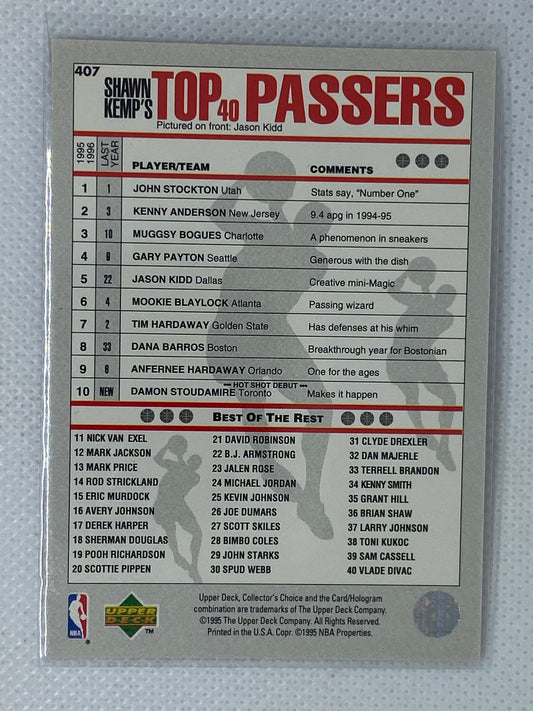 407
SHAWN KEMP'S TOP 40 PASSERS
Pictured on front: Jason Kidd
1995 1996 LAST YEAR PLAYER/TEAM COMMENTS
1 1 JOHN STOCKTON Utah Stats say, "Number One"
2 3 KENNY ANDERSON New Jersey 9.4 apg in 1994-95
3 10 MUGGSY BOGUES Charlotte A phenomenon in sneakers
4 GARY PAYTON Seattle Generous with the dish
5 22 JASON KIDD Dallas Creative mini-Magic
6 4 MOOKIE BLAYLOCK Atlanta Passing wizard
7 2 TIM HARDAWAY Golden State Has defenses at his whim
8 33 DANA BARROS Boston Breakthrough year for Bostonian
9 ANFERNEE HARDAWAY Orlando One for the ages
--- HOT SHOT DEBUT ---
10 NEW DAMON STOUDAMIRE Toronto Makes it happen
BEST OF THE REST
11 NICK VAN EXEL
12 MARK JACKSON
13 MARK PRICE
14 ROD STRICKLAND
15 ERIC MURDOCK
16 AVERY JOHNSON
17 DEREK HARPER
18 SHERMAN DOUGLAS
19 POOH RICHARDSON
20 SCOTTIE PIPPEN
21 DAVID ROBINSON
22 B.J. ARMSTRONG
23 JALEN ROSE
24 MICHAEL JORDAN
25 KEVIN JOHNSON
26 JOE DUMARS
27 SCOTT SKILES
28 BIMBO COLES
29 JOHN STARKS
30 SPUD WEBB
31 CLYDE DREXLER
32 DAN MAJERLE
33 TERRELL BRANDON
34 KENNY SMITH
35 GRANT HILL
36 BRIAN SHAW
37 LARRY JOHNSON
38 TONI KUKOC
39 SAM CASSELL
40 VLADE DIVAC
Upper Deck, Collector's Choice and the Card/Hologram
combination are trademarks of The Upper Deck Company.
©1995 The Upper Deck Company. All Rights Reserved.
Printed in the U.S.A. Copr. ©1995 NBA Properties.
NBA
UPPER DECK ™